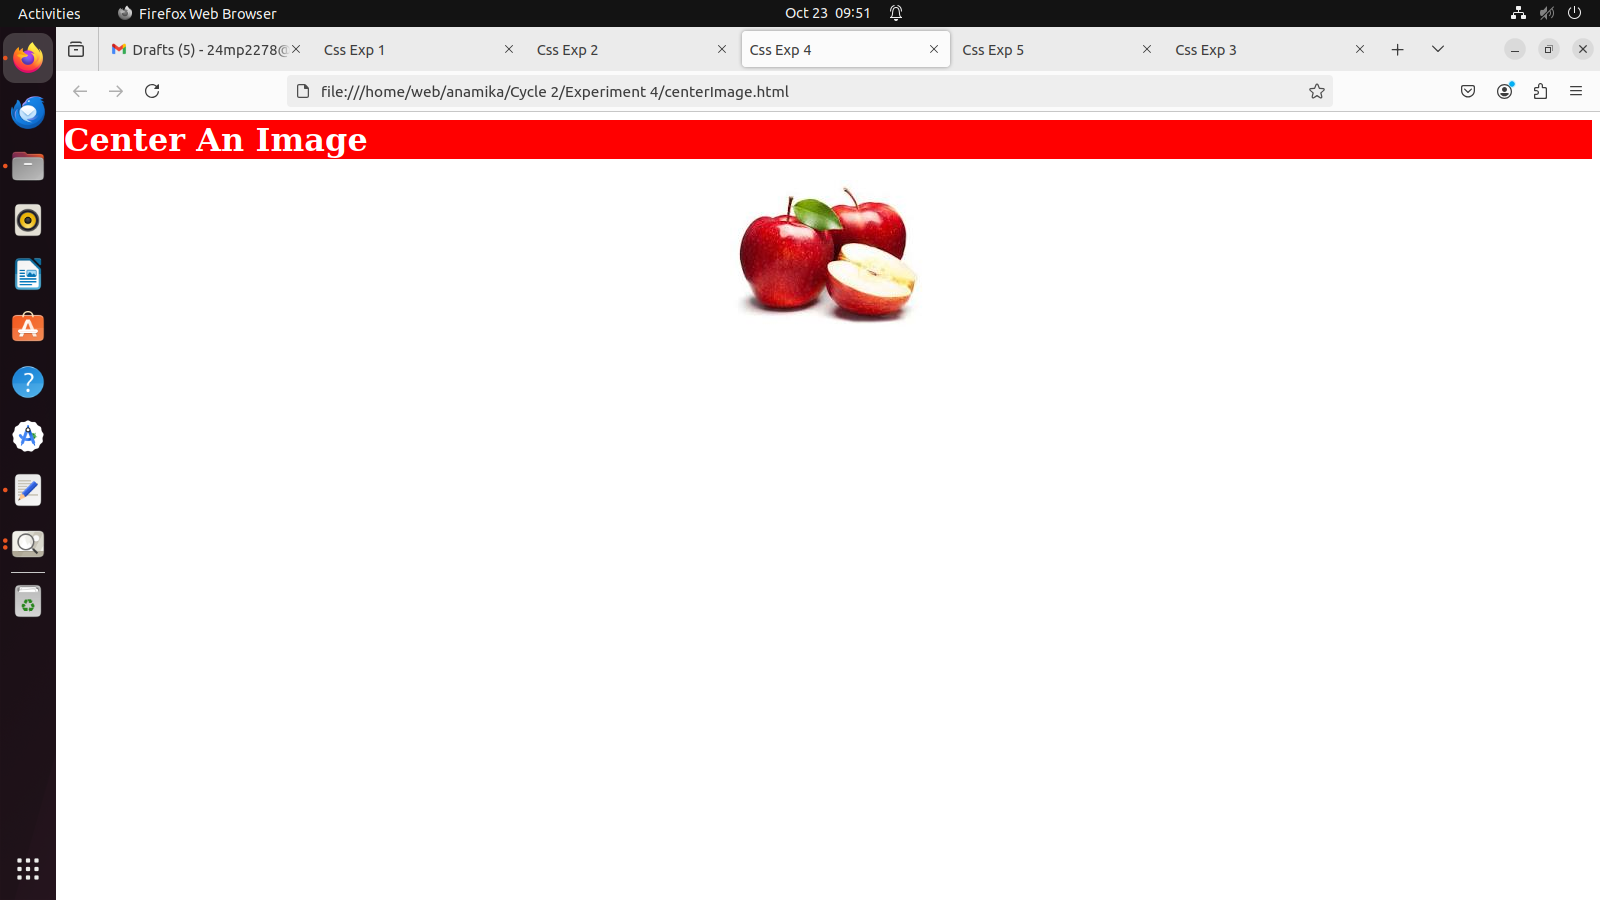 Activities
Firefox Web Browser
Oct 23 09:51
Drafts (5) - 24mp2278@
Css Exp 1
Css Exp 2
Css Exp 4
Css Exp 5
Css Exp 3
file:///home/web/anamika/Cycle 2/Experiment 4/centerImage.html
Center An Image